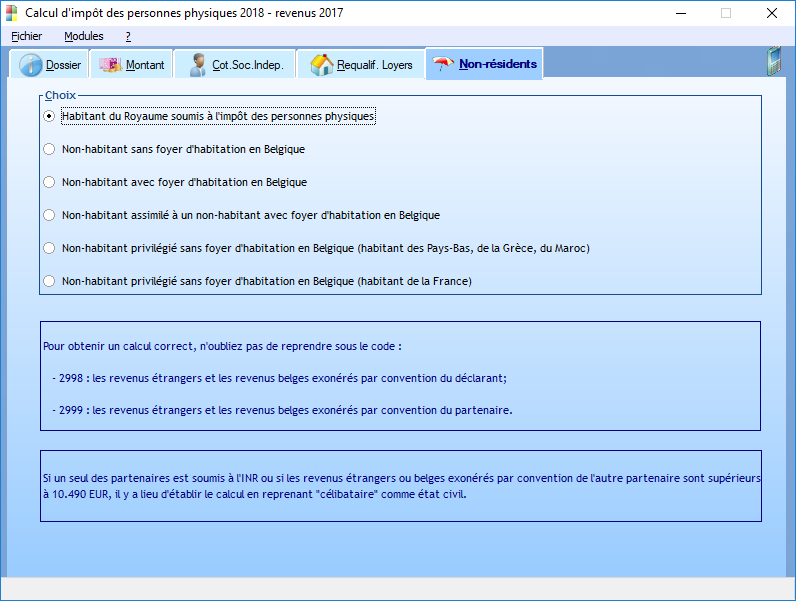 Calcul d'impôt des personnes physiques 2018 - revenus 2017
Fichier Modules ?
Dossier Montant Cot.Soc.Indep. Requalif. Loyers Non-résidents
Choix
Habitant du Royaume soumis à l'impôt des personnes physiques
Non-habitant sans foyer d'habitation en Belgique
Non-habitant avec foyer d'habitation en Belgique
Non-habitant assimilé à un non-habitant avec foyer d'habitation en Belgique
Non-habitant privilégié sans foyer d'habitation en Belgique (habitant des Pays-Bas, de la Grèce, du Maroc)
Non-habitant privilégié sans foyer d'habitation en Belgique (habitant de la France)
Pour obtenir un calcul correct, n'oubliez pas de reprendre sous le code :
- 2998 : les revenus étrangers et les revenus belges exonérés par convention du déclarant;
- 2999 : les revenus étrangers et les revenus belges exonérés par convention du partenaire.
Si un seul des partenaires est soumis à l'INR ou si les revenus étrangers ou belges exonérés par convention de l'autre partenaire sont supérieurs
à 10.490 EUR, il y a lieu d'établir le calcul en reprenant "célibataire" comme état civil.